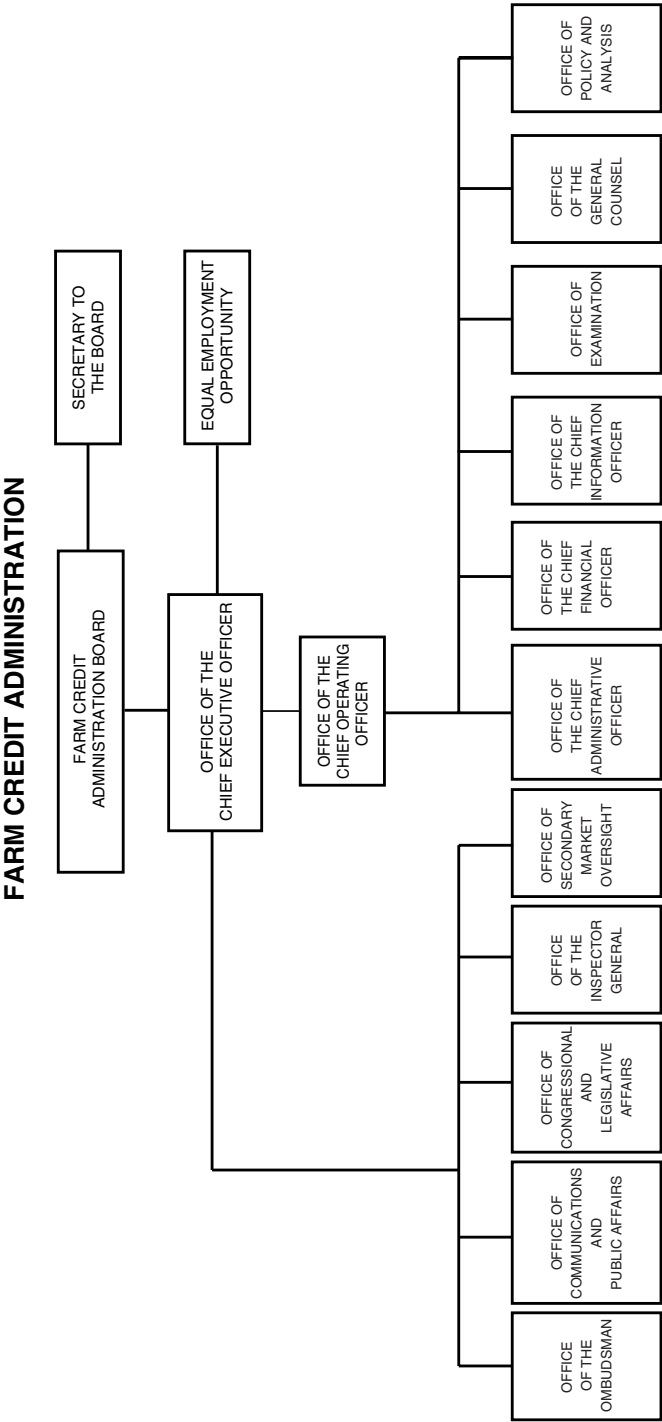 FARM CREDIT ADMINISTRATION
FARM CREDIT
ADMINISTRATION BOARD
SECRETARY TO
THE BOARD
OFFICE OF THE
CHIEF EXECUTIVE OFFICER
EQUAL EMPLOYMENT
OPPORTUNITY
OFFICE OF THE
CHIEF OPERATING
OFFICER
OFFICE
OF THE
OMBUDSMAN
OFFICE OF
COMMUNICATIONS
AND
PUBLIC AFFAIRS
OFFICE OF
CONGRESSIONAL
AND
LEGISLATIVE
AFFAIRS
OFFICE
OF THE
INSPECTOR
GENERAL
OFFICE OF
SECONDARY
MARKET
OVERSIGHT
OFFICE OF
THE CHIEF
ADMINISTRATIVE
OFFICER
OFFICE OF
THE CHIEF
FINANCIAL
OFFICER
OFFICE OF
THE CHIEF
INFORMATION
OFFICER
OFFICE OF
EXAMINATION
OFFICE
OF THE
GENERAL
COUNSEL
OFFICE OF
POLICY AND
ANALYSIS